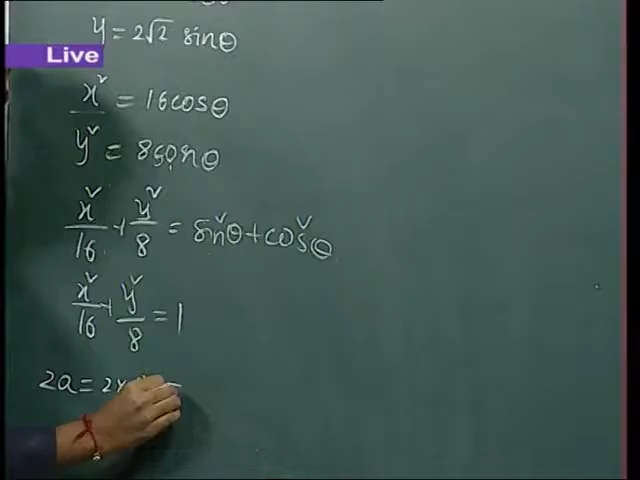 y = 2√2 sinθ
Live
x² = 16cosθ
y² = 8sinθ
x²/16 + y²/8 = sin²θ + cos²θ
x²/16 + y²/8 = 1
2a = 2x